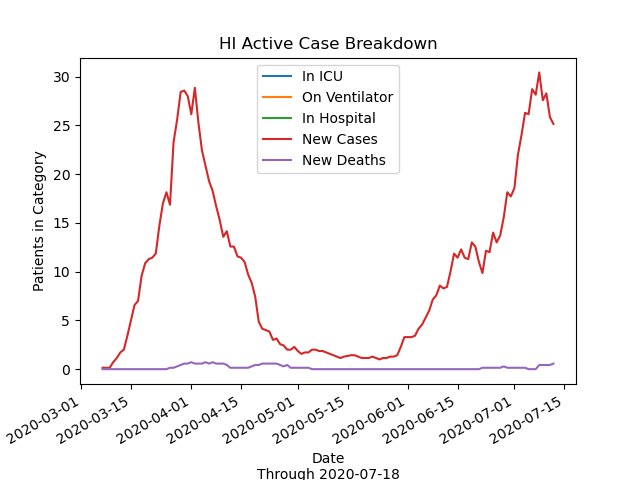 HI Active Case Breakdown
In ICU
On Ventilator
In Hospital
New Cases
New Deaths
Patients in Category
30
25
20
15
10
5
0
2020-03-01
2020-03-15
2020-04-01
2020-04-15
2020-05-01
2020-05-15
2020-06-01
2020-06-15
2020-07-01
2020-07-15
Date
Through 2020-07-18